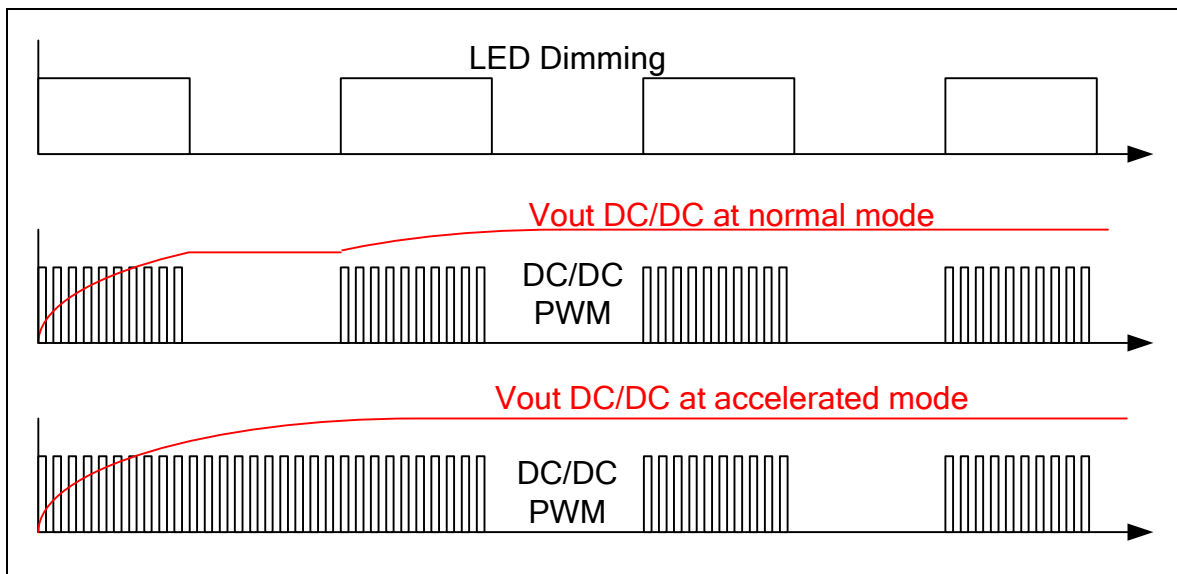 LED Dimming
Vout DC/DC at normal mode
DC/DC
PWM
Vout DC/DC at accelerated mode
DC/DC
PWM